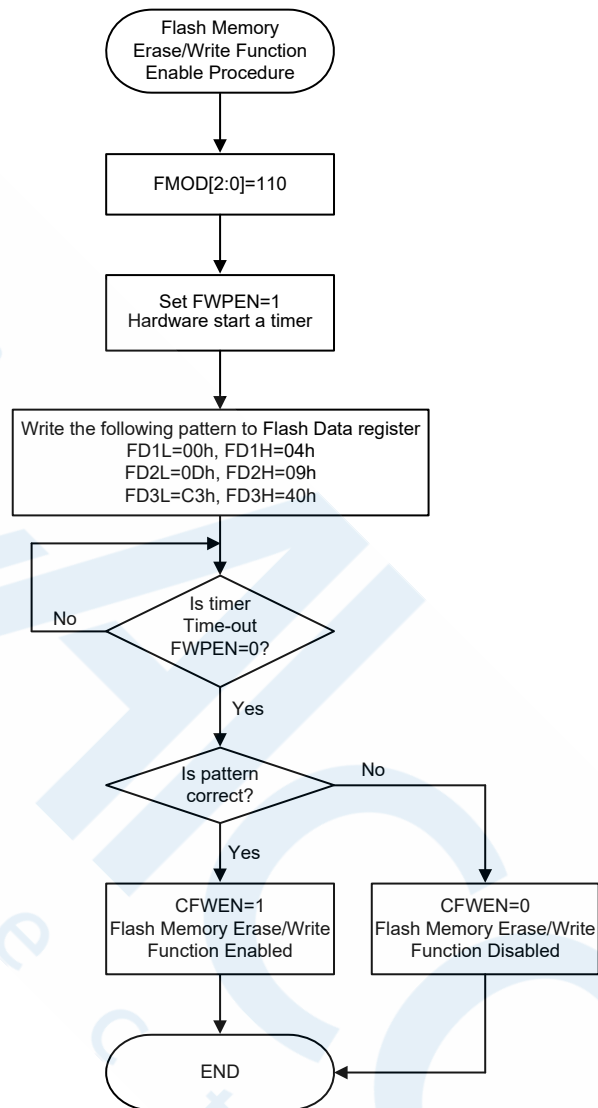 Flash Memory
Erase/Write Function
Enable Procedure
FMOD[2:0]=110
Set FWPEN=1
Hardware start a timer
Write the following pattern to Flash Data register
FD1L=00h, FD1H=04h
FD2L=0Dh, FD2H=09h
FD3L=C3h, FD3H=40h
Is timer
Time-out
FWPEN=0?
No
Yes
Is pattern
correct?
No
Yes
CFWEN=1
Flash Memory Erase/Write
Function Enabled
CFWEN=0
Flash Memory Erase/Write
Function Disabled
END